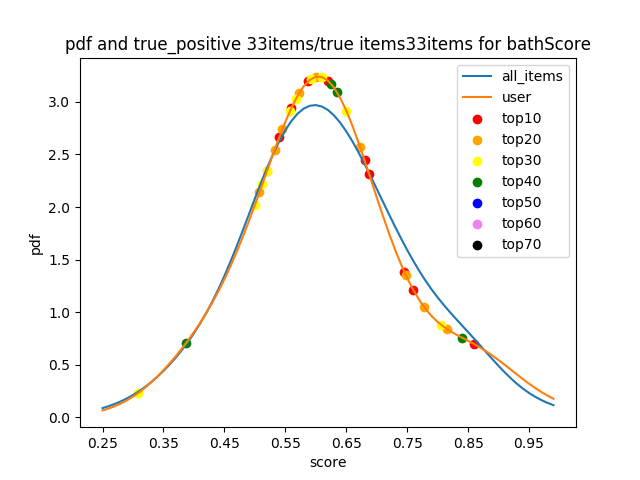 pdf and true_positive 33items/true items33items for bathScore
all_items
user
top10
top20
top30
top40
top50
top60
top70
3.0
2.5
2.0
1.5
1.0
0.5
0.0
pdf
0.25 0.35 0.45 0.55 0.65 0.75 0.85 0.95
score